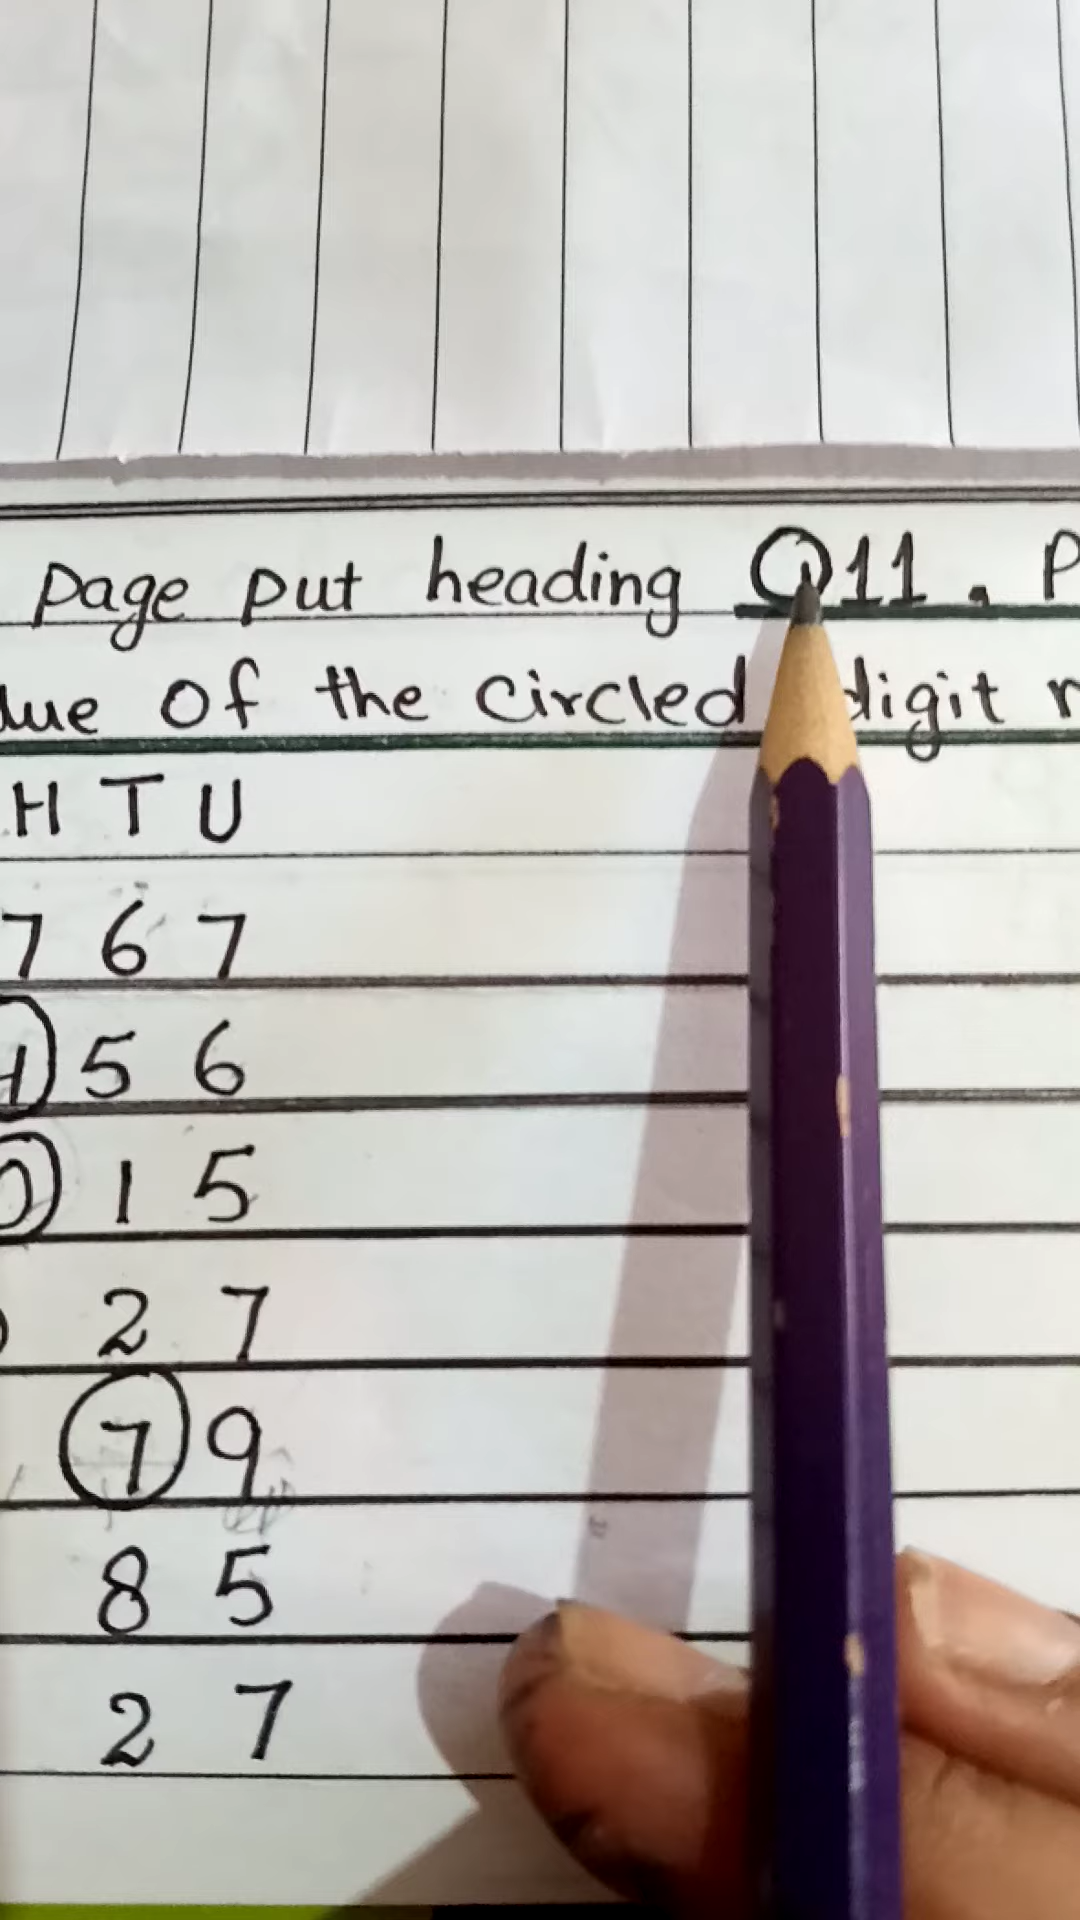 page put heading Q11. P
lue of the circled digit
H T U
7 6 7
5 6
1 5
2 7
7 9
8 5
2 7